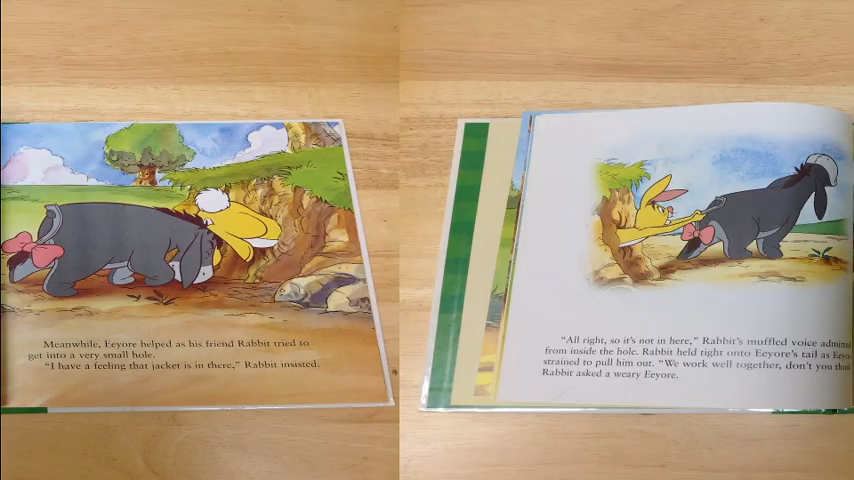 Meanwhile, Eeyore helped as his friend Rabbit tried to
get into a very small hole.
"I have a feeling that jacket is in there," Rabbit insisted.
"All right, so it's not in here," Rabbit's muffled voice
from inside the hole. Rabbit held tight onto Eeyore's tail as
strained to pull him out. "We work well together, don't you
Rabbit asked a weary Eeyore.